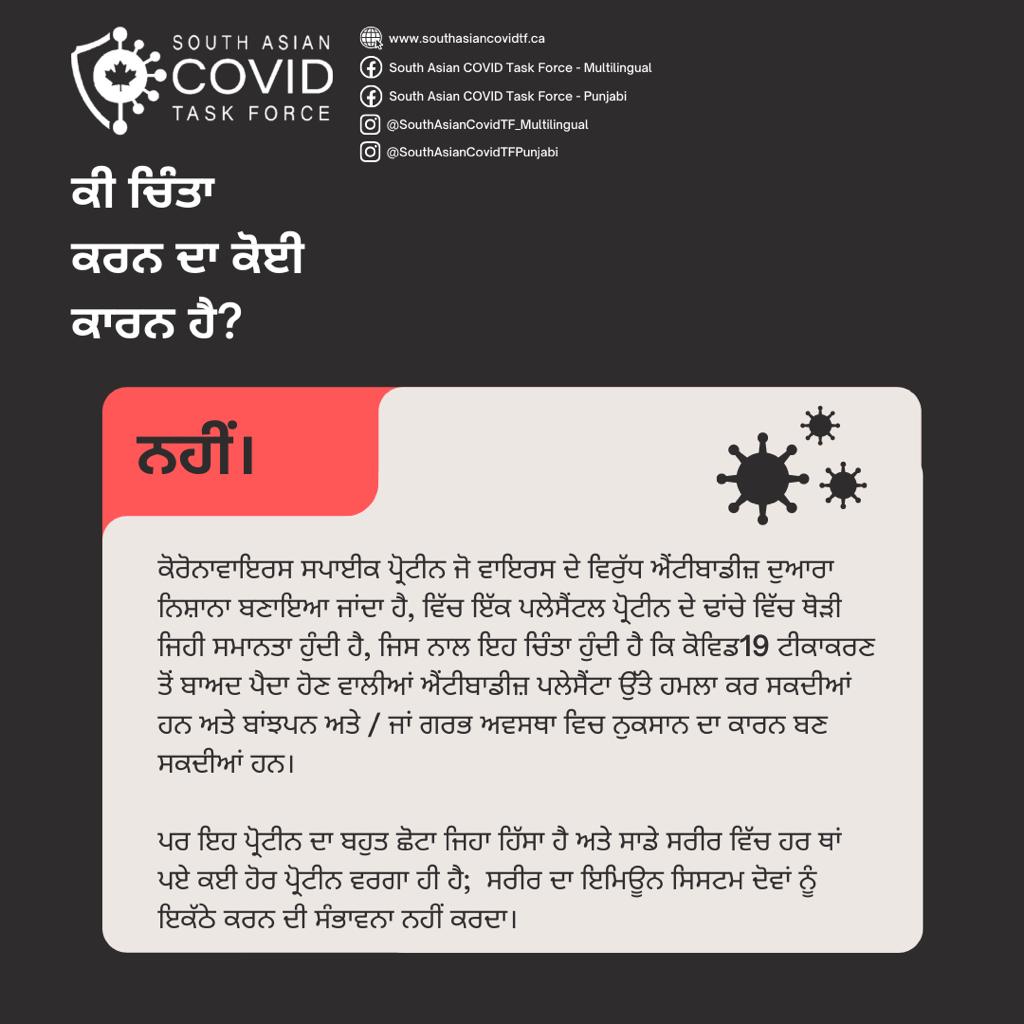 SOUTH ASIAN
COVID
TASK FORCE
www.southasiancovidtf.ca
South Asian COVID Task Force - Multilingual
South Asian COVID Task Force - Punjabi
@SouthAsianCovidTF_Multilingual
@SouthAsianCovidTFPunjabi
ਕੀ ਚਿੰਤਾ
ਕਰਨ ਦਾ ਕੋਈ
ਕਾਰਨ ਹੈ?
ਨਹੀਂ।
ਕੋਰੋਨਾਵਾਇਰਸ ਸਪਾਈਕ ਪ੍ਰੋਟੀਨ ਜੋ ਵਾਇਰਸ ਦੇ ਵਿਰੁੱਧ ਐਂਟੀਬਾਡੀਜ਼ ਦੁਆਰਾ
ਨਿਸ਼ਾਨਾ ਬਣਾਇਆ ਜਾਂਦਾ ਹੈ, ਵਿੱਚ ਇੱਕ ਪਲੇਸੈਂਟਲ ਪ੍ਰੋਟੀਨ ਦੇ ਢਾਂਚੇ ਵਿੱਚ ਥੋੜੀ
ਜਿਹੀ ਸਮਾਨਤਾ ਹੁੰਦੀ ਹੈ, ਜਿਸ ਨਾਲ ਇਹ ਚਿੰਤਾ ਹੁੰਦੀ ਹੈ ਕਿ ਕੋਵਿਡ19 ਟੀਕਾਕਰਣ
ਤੋਂ ਬਾਅਦ ਪੈਦਾ ਹੋਣ ਵਾਲੀਆਂ ਐਂਟੀਬਾਡੀਜ਼ ਪਲੇਸੈਂਟਾ ਉੱਤੇ ਹਮਲਾ ਕਰ ਸਕਦੀਆਂ
ਹਨ ਅਤੇ ਬਾਂਝਪਨ ਅਤੇ / ਜਾਂ ਗਰਭ ਅਵਸਥਾ ਵਿਚ ਨੁਕਸਾਨ ਦਾ ਕਾਰਨ ਬਣ
ਸਕਦੀਆਂ ਹਨ।
ਪਰ ਇਹ ਪ੍ਰੋਟੀਨ ਦਾ ਬਹੁਤ ਛੋਟਾ ਜਿਹਾ ਹਿੱਸਾ ਹੈ ਅਤੇ ਸਾਡੇ ਸਰੀਰ ਵਿੱਚ ਹਰ ਥਾਂ
ਪਏ ਕਈ ਹੋਰ ਪ੍ਰੋਟੀਨ ਵਰਗਾ ਹੀ ਹੈ; ਸਰੀਰ ਦਾ ਇਮਿਊਨ ਸਿਸਟਮ ਦੋਵਾਂ ਨੂੰ
ਇਕੱਠੇ ਕਰਨ ਦੀ ਸੰਭਾਵਨਾ ਨਹੀਂ ਕਰਦਾ।